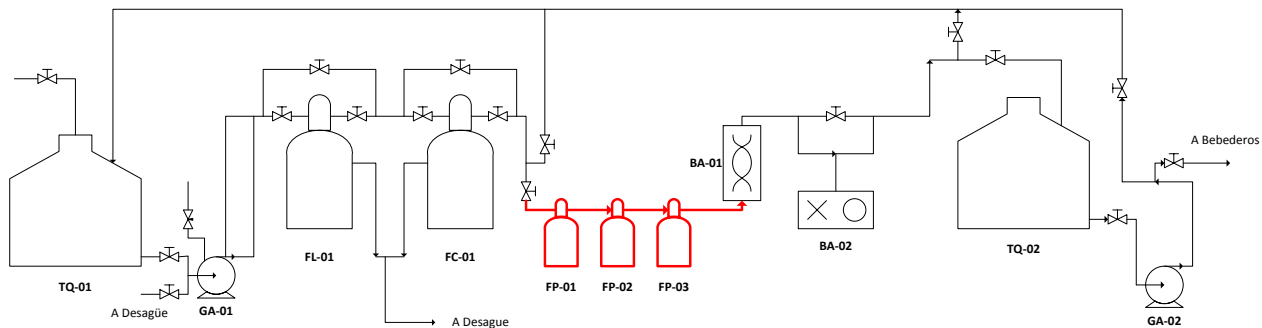 A Bebederos
BA-01
BA-02
TQ-02
FL-01
FC-01
TQ-01
FP-01
FP-02
FP-03
A Desagüe
GA-01
A Desague
GA-02